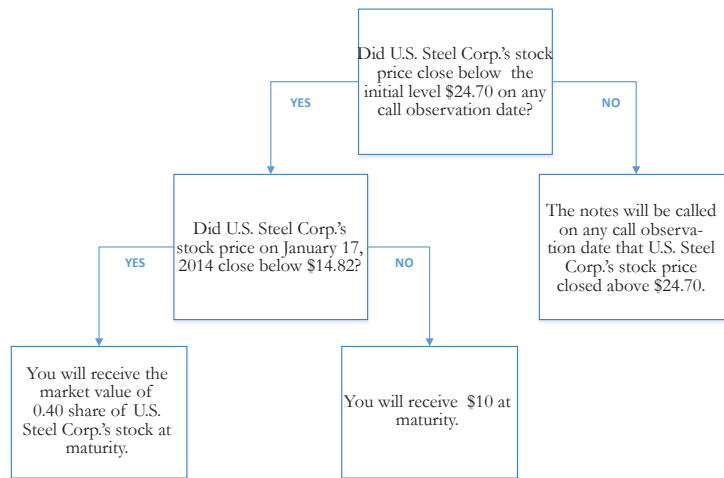 Did U.S. Steel Corp.'s stock
price close below the
initial level $24.70 on any
call observation date?
YES
NO
Did U.S. Steel Corp.'s
stock price on January 17,
2014 close below $14.82?
The notes will be called
on any call observa-
tion date that U.S. Steel
Corp.'s stock price
closed above $24.70.
YES
NO
You will receive the
market value of
0.40 share of U.S.
Steel Corp.'s stock at
maturity.
You will receive $10 at
maturity.